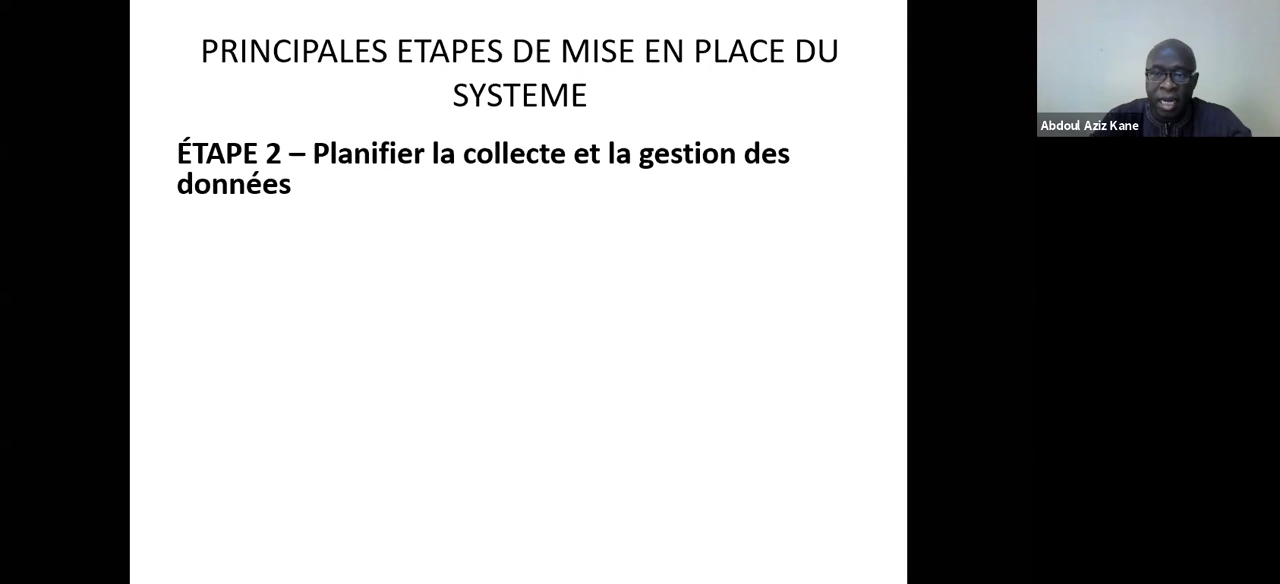 PRINCIPALES ETAPES DE MISE EN PLACE DU
SYSTEME
ÉTAPE 2 – Planifier la collecte et la gestion des
données
Abdoul Aziz Kane